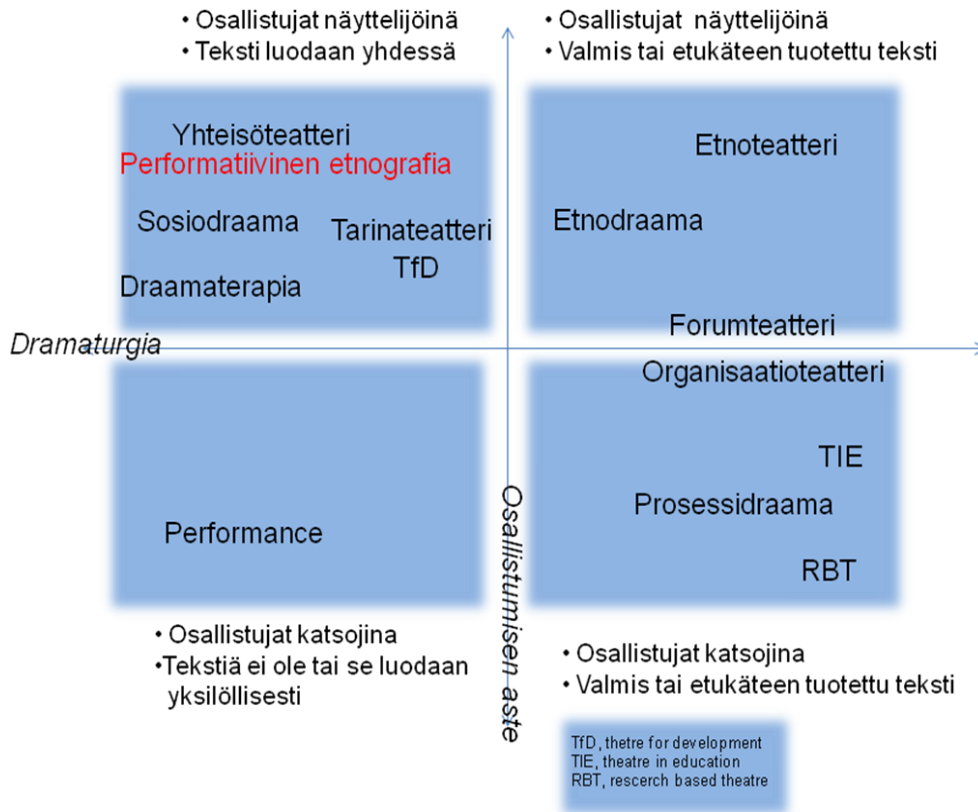 • Osallistujat näyttelijöinä
• Teksti luodaan yhdessä
• Osallistujat näyttelijöinä
• Valmis tai etukäteen tuotettu teksti
Yhteisöteatteri
Performatiivinen etnografia
Sosiodraama
Tarinateatteri
TfD
Draamaterapia
Etnoteatteri
Etnodraama
Forumteatteri
Dramaturgia
Organisaatioteatteri
TIE
Prosessidraama
RBT
Performance
Osallistumisen aste
• Osallistujat katsojina
•Tekstiä ei ole tai se luodaan
yksilöllisesti
• Osallistujat katsojina
• Valmis tai etukäteen tuotettu teksti
TfD, thetre for development
TIE, theatre in education
RBT, rescerch based theatre